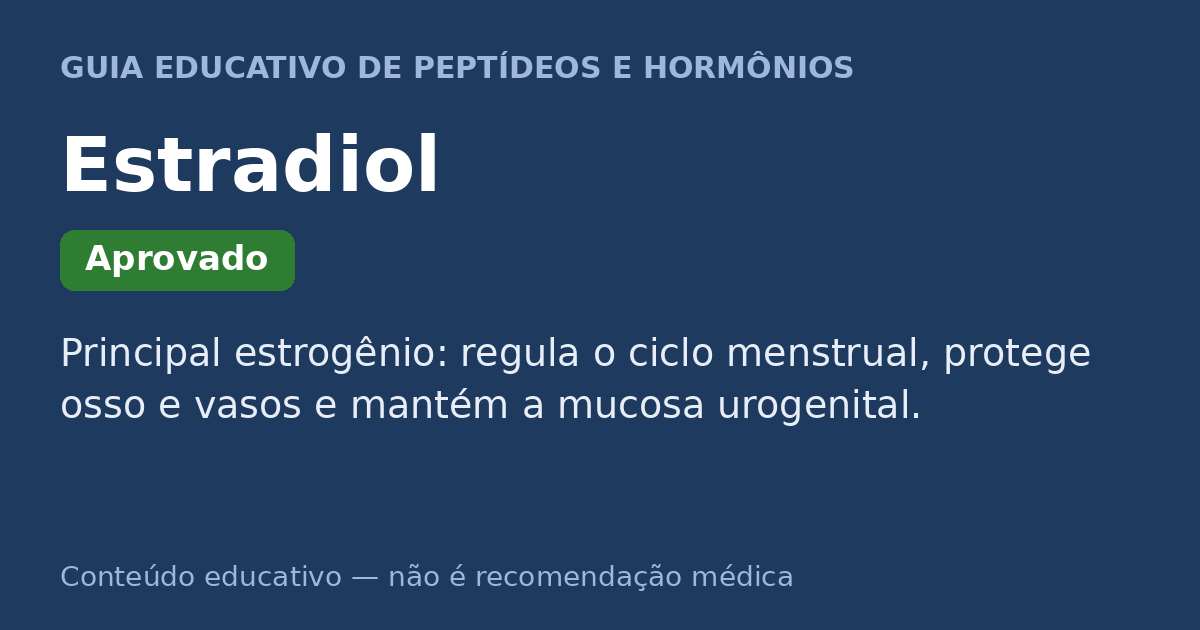 GUIA EDUCATIVO DE PEPTÍDEOS E HORMÔNIOS
Estradiol
Aprovado
Principal estrogênio: regula o ciclo menstrual, protege
osso e vasos e mantém a mucosa urogenital.
Conteúdo educativo — não é recomendação médica